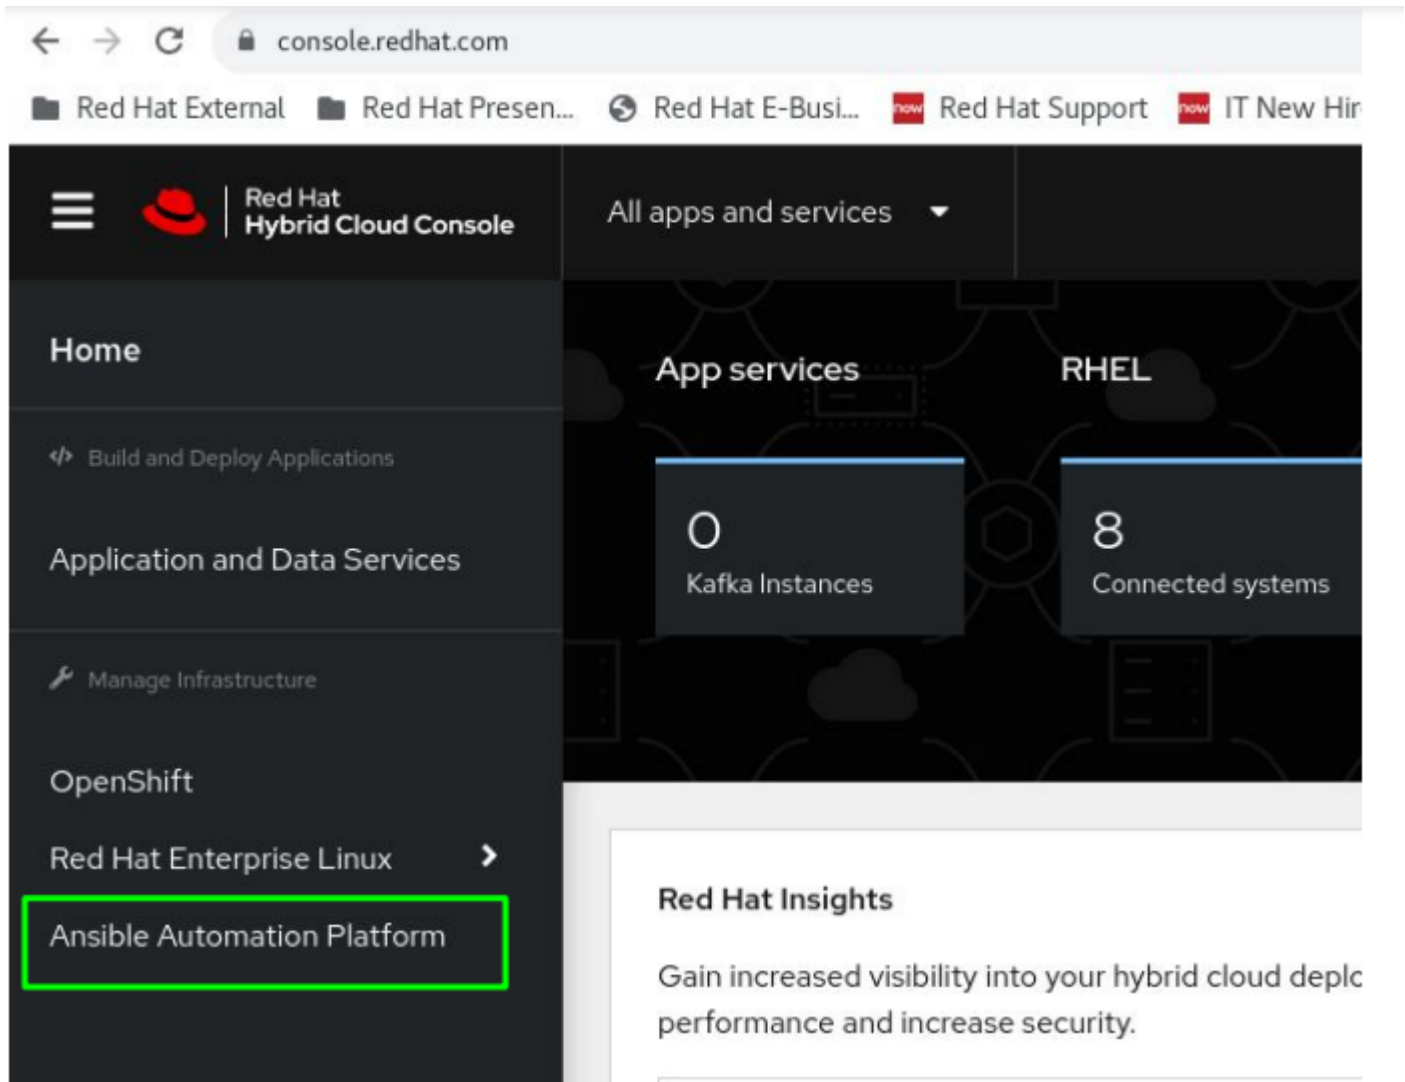 console.redhat.com
Red Hat External
Red Hat Presen...
Red Hat E-Busi...
now
Red Hat Support
now
IT New Hir
Red Hat
Hybrid Cloud Console
All apps and services
Home
Build and Deploy Applications
Application and Data Services
Manage Infrastructure
OpenShift
Red Hat Enterprise Linux
Ansible Automation Platform
App services
0
Kafka Instances
RHEL
8
Connected systems
Red Hat Insights
Gain increased visibility into your hybrid cloud deplo
performance and increase security.